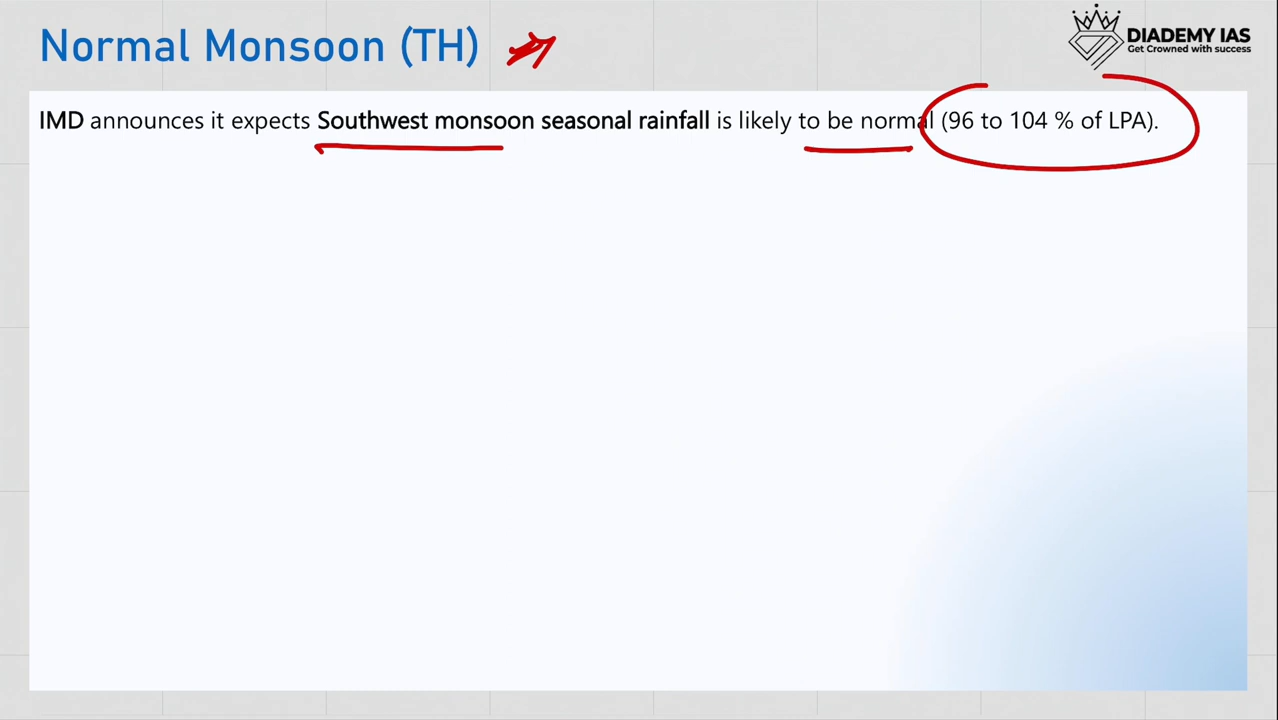 Normal Monsoon (TH)
DIADEMY IAS
Get Crowned with success
IMD announces it expects Southwest monsoon seasonal rainfall is likely to be normal (96 to 104 % of LPA).